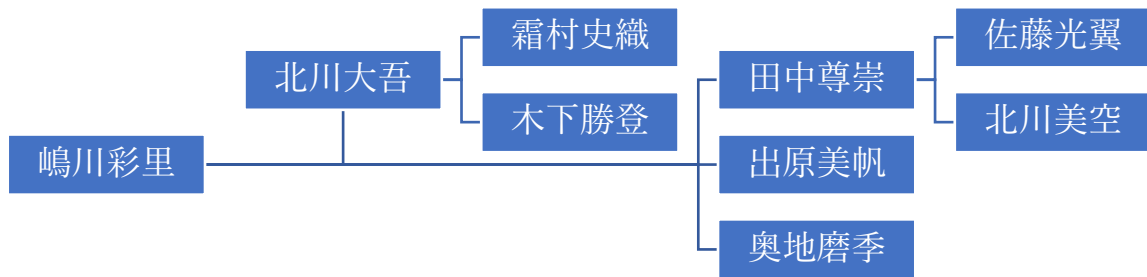 嶋川彩里
北川大吾
霜村史織
木下勝登
田中尊崇
佐藤光翼
北川美空
出原美帆
奥地磨季